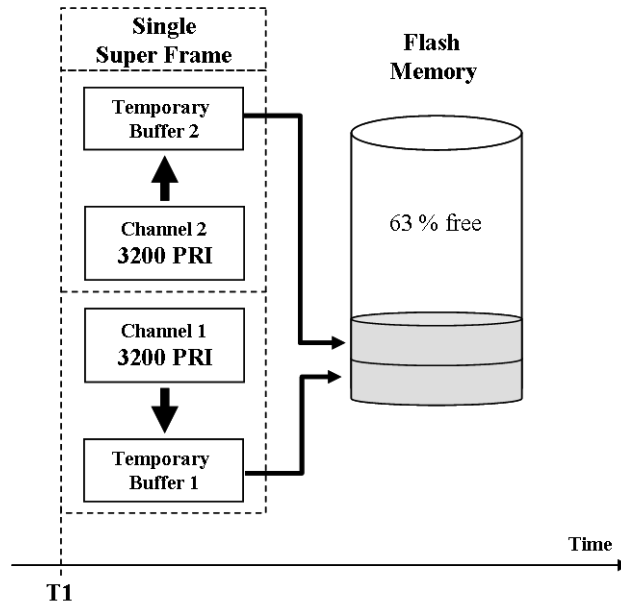 Single
Super Frame
Flash
Memory
Temporary
Buffer 2
Channel 2
3200 PRI
63 % free
Channel 1
3200 PRI
Temporary
Buffer 1
Time
T1